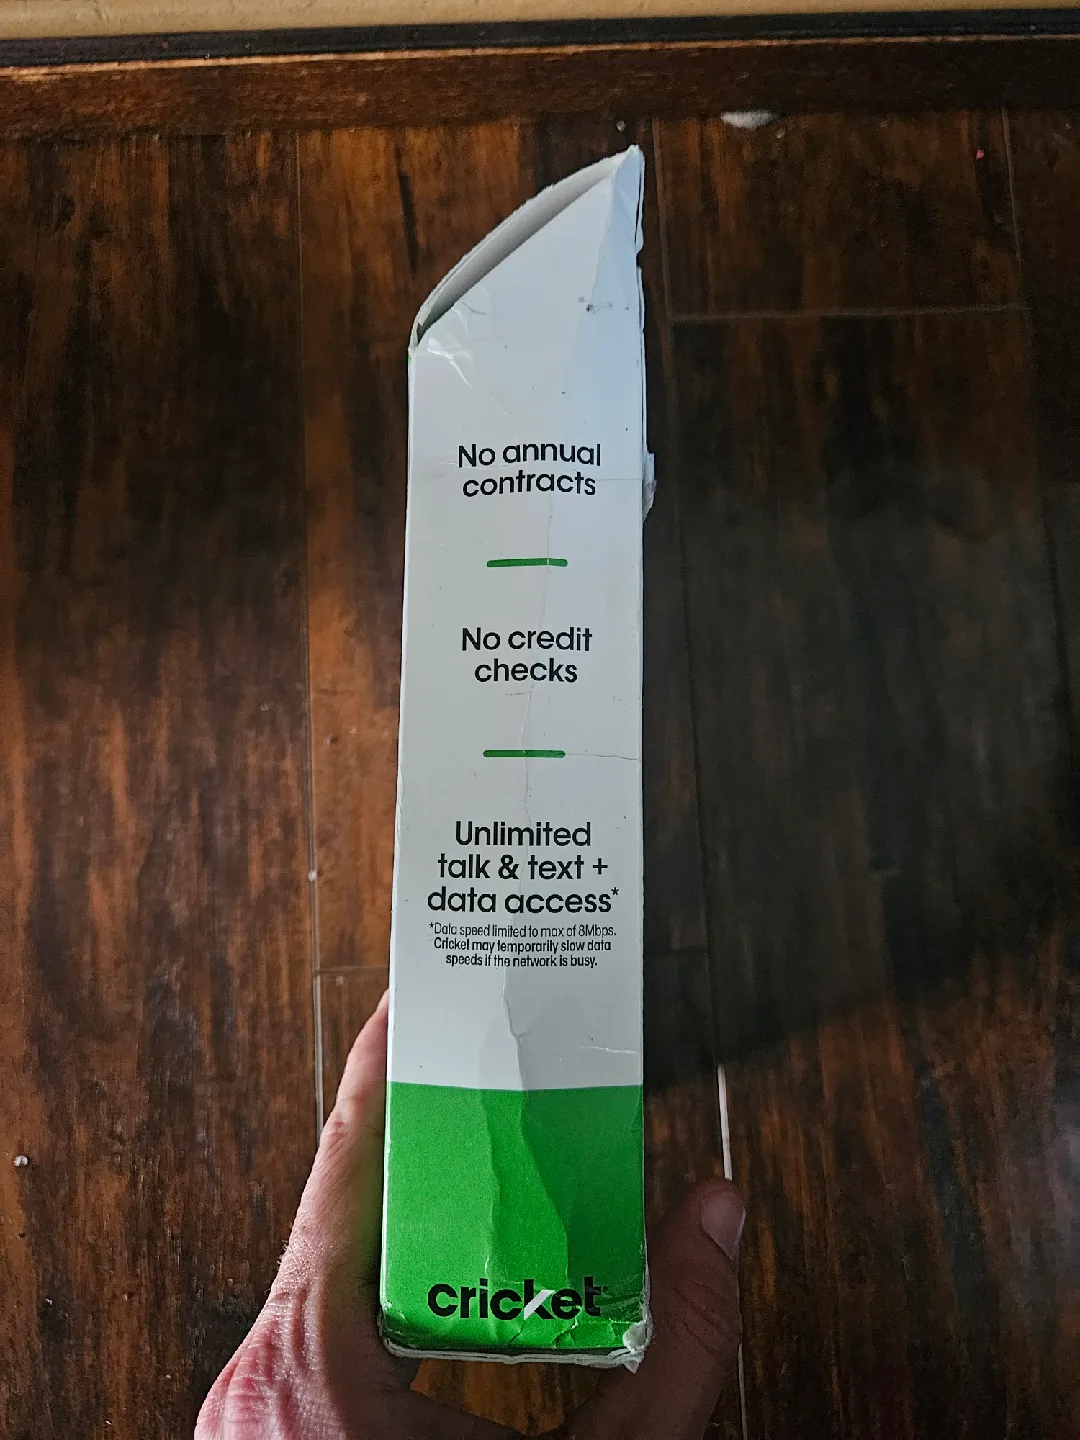 No annual
contracts
No credit
checks
Unlimited
talk & text +
data access*
*Data speed limited to max of 8Mbps.
Cricket may temporarily slow data
speeds if the network is busy.
cricket